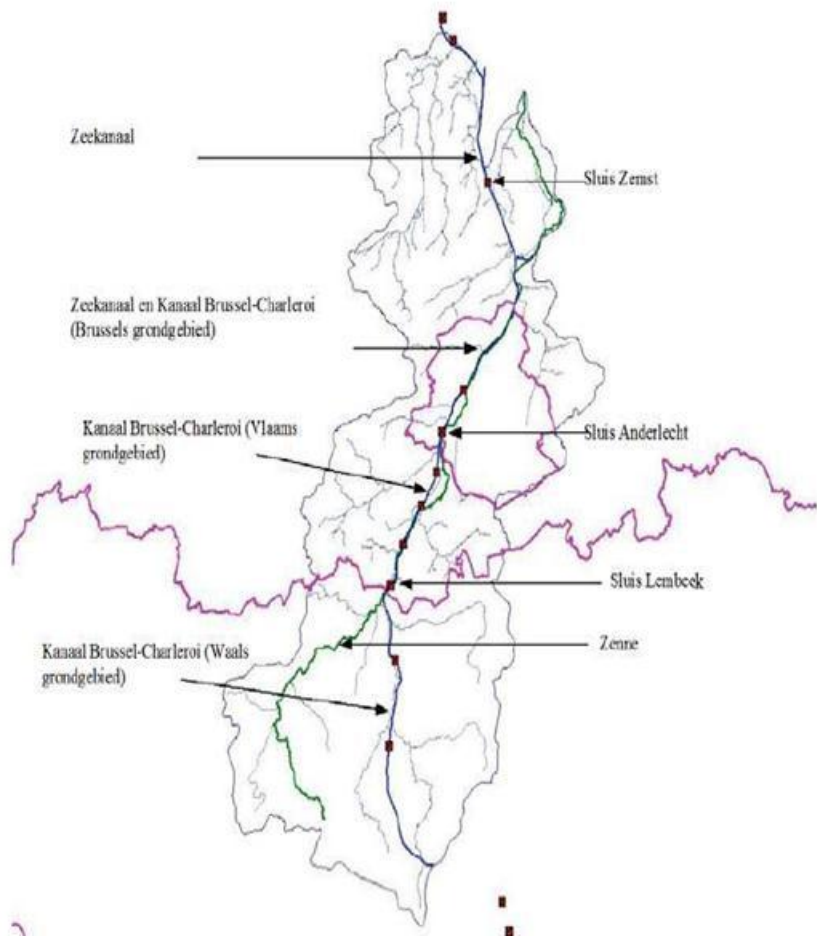 Zeekanaal
Sluis Zemst
Zeekanaal en Kanaal Brussel-Charleroi
(Brussels grondgebied)
Kanaal Brussel-Charleroi (Vlaams
grondgebied)
Sluis Anderlecht
Sluis Lembeek
Zenne
Kanaal Brussel-Charleroi (Waals
grondgebied)